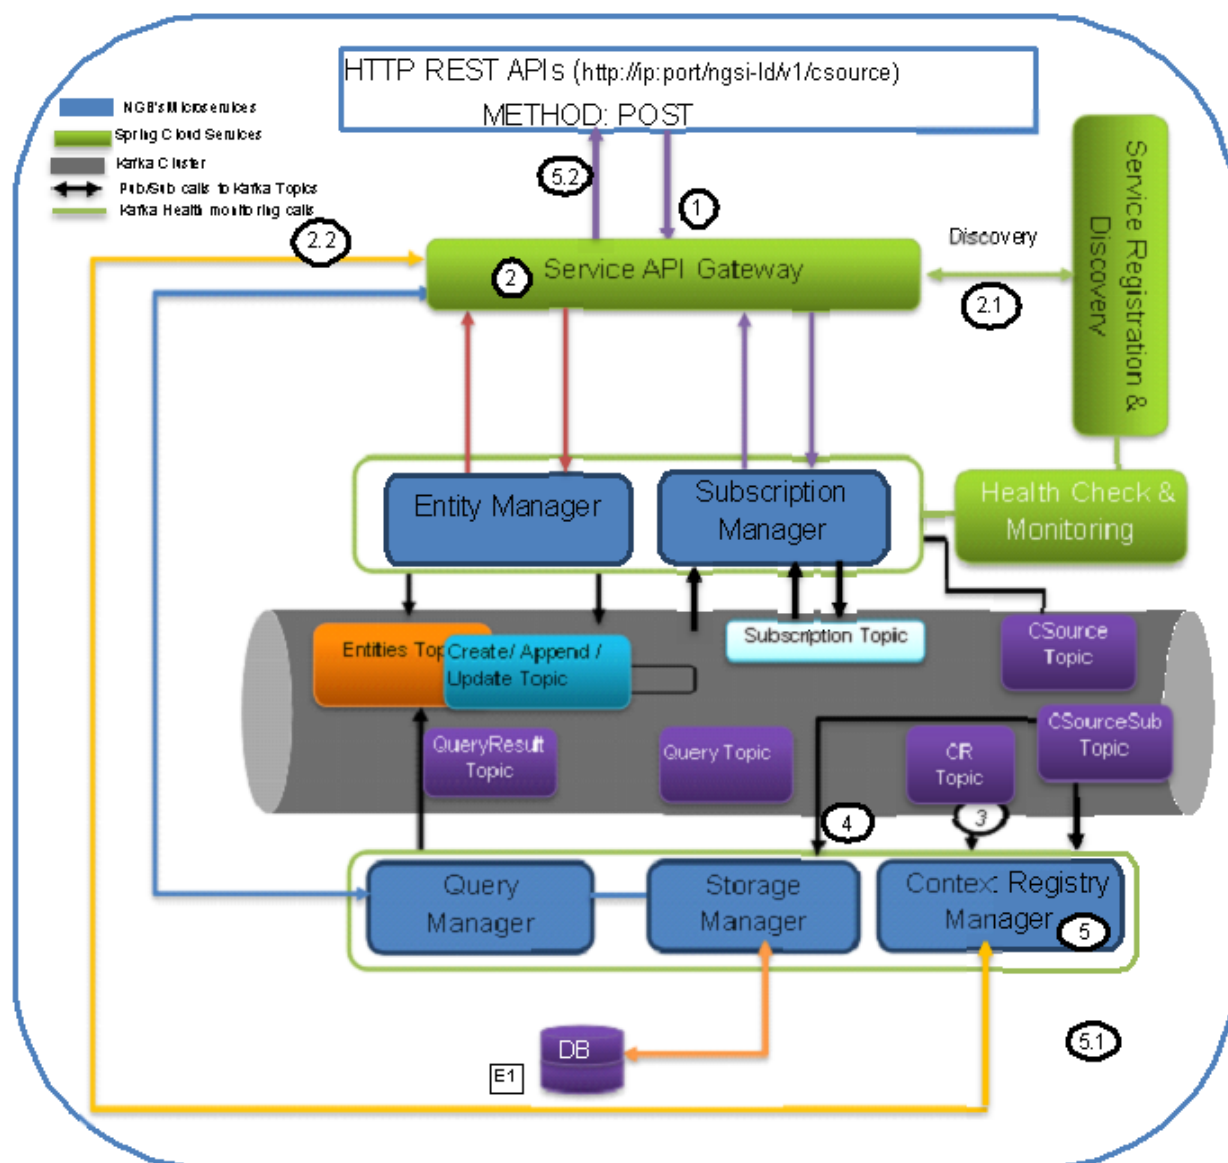 HTTP REST APIs (http://ip:port/ngsi-ld/v1/csource)
METHOD: POST
NGB's Microservices
Spring Cloud Services
Kafka Cluster
Pub/Sub calls to Kafka Topics
Kafka Health monitoring calls
5.2
1
2.2
2
Service API Gateway
Discovery
2.1
Service Registration &
Discovery
Entity Manager
Subscription
Manager
Health Check &
Monitoring
Entities Top
Create/ Append /
Update Topic
Subscription Topic
CSource
Topic
QueryResult
Topic
Query Topic
CR
Topic
CSourceSub
Topic
4
3
Query
Manager
Storage
Manager
Contex: Registry
Manager
5
5.1
DB
E1